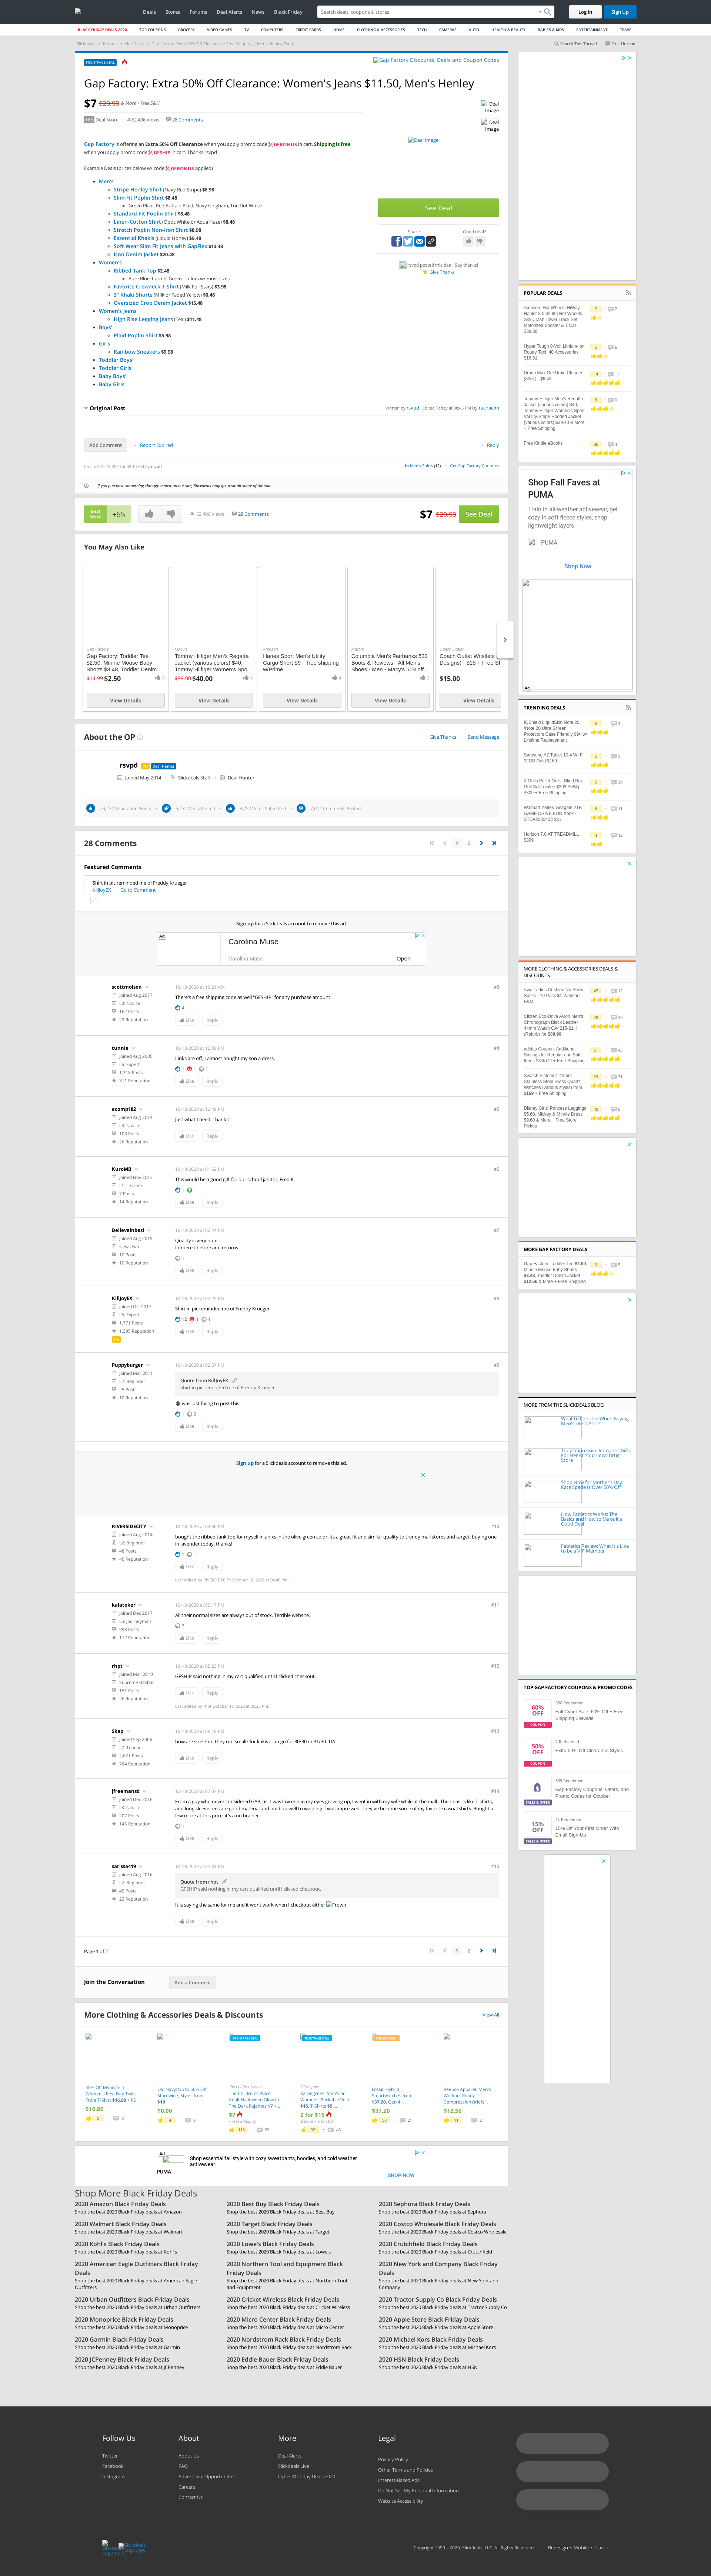 Deals
Stores
Forums
Deal Alerts
News
Black Friday
Search deals, coupons & stores
Log In
Sign Up
BLACK FRIDAY DEALS 2020
TOP COUPONS
GROCERY
VIDEO GAMES
TV
COMPUTERS
CREDIT CARDS
HOME
CLOTHING & ACCESSORIES
TECH
CAMERAS
AUTO
HEALTH & BEAUTY
BABIES & KIDS
ENTERTAINMENT
TRAVEL
Search This Thread
First Unread
FRONTPAGE DEAL
Gap Factory Discounts, Deals and Coupon Codes
Gap Factory: Extra 50% Off Clearance: Women's Jeans $11.50, Men's Henley
$7 $29.99 & More + Free S&H
+65 Deal Score
52,406 Views
28 Comments
Deal Image
Deal Image
Deal Image
Gap Factory is offering an Extra 50% Off Clearance when you apply promo code GFBONUS in cart. Shipping is free
when you apply promo code GFSHIP in cart. Thanks rsvpd
Example Deals (prices below w/ code GFBONUS applied)
Men's
Stripe Henley Shirt (Navy Red Stripe) $6.98
Slim-Fit Poplin Shirt $8.48
Green Plaid, Red Buffalo Plaid, Navy Gingham, Trie Dot White
Standard-Fit Poplin Shirt $8.48
Linen-Cotton Shirt (Optic White or Aqua Haze) $8.48
Stretch Poplin Non-Iron Shirt $8.98
Essential Khakis (Liquid Honey) $9.48
Soft Wear Slim Fit Jeans with GapFlex $13.48
Icon Denim Jacket $20.48
Women's
Ribbed Tank Top $2.48
Pure Blue, Carmel Green - colors w/ most sizes
Favorite Crewneck T-Shirt (Milk Foil Stars) $3.98
3" Khaki Shorts (Milk or Faded Yellow) $6.48
Oversized Crop Denim Jacket $15.48
Women's Jeans
High Rise Legging Jeans (Teal) $11.48
Boys'
Plaid Poplin Shirt $5.98
Girls'
Rainbow Sneakers $9.98
Toddler Boys'
Toddler Girls'
Baby Boys'
Baby Girls'
See Deal
Share
Good deal?
rsvpd posted this deal. Say thanks!
Give Thanks
Original Post
Written by rsvpd
Edited Today at 08:45 PM by rachaelm
Add Comment
Report Expired
Reply
Created 10-18-2020 at 08:10 AM by rsvpd
in Men's Shirts (12)
Get Gap Factory Coupons
If you purchase something through a post on our site, Slickdeals may get a small share of the sale.
Deal Score
+65
52,406 Views
28 Comments
$7 $29.99
See Deal
You May Also Like
Gap Factory
Gap Factory: Toddler Tee $2.50, Minnie Mouse Baby Shorts $3.48, Toddler Denim...
$14.99 $2.50
View Details
Macy's
Tommy Hilfiger Men's Regatta Jacket (various colors) $40, Tommy Hilfiger Women's Spo...
$99.00 $40.00
View Details
Amazon
Hanes Sport Men's Utility Cargo Short $9 + free shipping w/Prime
View Details
Macy's
Columbia Men's Fairbanks 530 Boots & Reviews - All Men's Shoes - Men - Macy's 50%off...
View Details
Coach Outlet
Coach Outlet Wristlets
Designs) - $15 + Free Sh
$15.00
View Details
About the OP
Give Thanks
Send Message
rsvpd
Deal Hunter
Joined May 2014
Slickdeals Staff
Deal Hunter
29,277 Reputation Points
5,271 Deals Posted
8,757 Votes Submitted
7,612 Comments Posted
28 Comments
1 2
Featured Comments
Shirt in pic reminded me of Freddy Krueger
KillJoyEX
Go to Comment
Sign up for a Slickdeals account to remove this ad.
Ad
Carolina Muse
Carolina Muse
Open
scottmolson
Joined Aug 2017
L3: Novice
162 Posts
22 Reputation
10-18-2020 at 10:21 AM
#3
There's a free shipping code as well "GFSHIP" for any purchase amount
4
Like
Reply
tunnie
Joined Aug 2005
L6: Expert
1,318 Posts
311 Reputation
10-18-2020 at 12:39 PM
#4
Links are off, I almost bought my son a dress.
1 1 1
Like
Reply
acomp182
Joined Aug 2014
L3: Novice
103 Posts
26 Reputation
10-18-2020 at 12:48 PM
#5
Just what I need. Thanks!
Like
Reply
KuroMB
Joined Nov 2013
L1: Learner
7 Posts
14 Reputation
10-18-2020 at 01:52 PM
#6
This would be a good gift for our school janitor, Fred K.
1 1
Like
Reply
Believeinbesi
Joined Aug 2019
New User
10 Posts
10 Reputation
10-18-2020 at 02:44 PM
#7
Quality is very poor
I ordered before and returns
1
Like
Reply
KillJoyEX
Joined Oct 2017
L6: Expert
1,771 Posts
1,395 Reputation
10-18-2020 at 02:45 PM
#8
Shirt in pic reminded me of Freddy Krueger
12 1 1
Like
Reply
Puppyburger
Joined Mar 2011
L2: Beginner
25 Posts
10 Reputation
10-18-2020 at 02:57 PM
#9
Quote from KillJoyEX
Shirt in pic reminded me of Freddy Krueger
😂 was just fixing to post this
1 3
Like
Reply
Sign up for a Slickdeals account to remove this ad.
RIVERSIDECITY
Joined Aug 2014
L2: Beginner
48 Posts
46 Reputation
10-18-2020 at 04:36 PM
#10
bought the ribbed tank top for myself in an xs in the olive green color. its a great fit and similar quality to trendy mall stores and target. buying one
in lavender today. thanks!
1 1
Like
Reply
Last edited by RIVERSIDECITY October 18, 2020 at 04:40 PM
kalatoker
Joined Dec 2017
L5: Journeyman
998 Posts
112 Reputation
10-18-2020 at 05:17 PM
#11
All their normal sizes are always out of stock. Terrible website.
3
Like
Reply
rhpt
Joined Mar 2010
Supreme Bashar
151 Posts
26 Reputation
10-18-2020 at 05:23 PM
#12
GFSHIP said nothing in my cart qualified until I clicked checkout.
Like
Reply
Last edited by rhpt October 18, 2020 at 05:25 PM
Skap
Joined Sep 2006
L7: Teacher
2,621 Posts
764 Reputation
10-18-2020 at 06:18 PM
#13
how are sizes? do they run small? for kakis i can go for 30/30 or 31/30. TIA
Like
Reply
jfreemansd
Joined Dec 2016
L3: Novice
207 Posts
146 Reputation
10-18-2020 at 07:07 PM
#14
From a guy who never considered GAP, as it was low end in my eyes growing up, I went in with my wife while at the mall...Their basics like T-shirts,
and long sleeve tees are good material and hold up well to washing. I was impressed. They've become some of my favorite casual shirts. Bought a
few more at this price, it's a no brainer.
1
Like
Reply
sarissa419
Joined Aug 2016
L2: Beginner
45 Posts
23 Reputation
10-18-2020 at 07:31 PM
#15
Quote from rhpt
GFSHIP said nothing in my cart qualified until I clicked checkout.
It is saying the same for me and it wont work when I checkout either Frown
Like
Reply
Page 1 of 2
1 2
Join the Conversation
Add a Comment
More Clothing & Accessories Deals & Discounts
View All
40% Off Myprotein Women's Rest Day Twist Front T-Shirt $16.80 + FS
$16.80
Old Navy: Up to 50% Off Storewide, Styles from $10
$0.00
The Children's Place
The Children's Place: Adult Halloween Glow In The Dark Pajamas $7 +...
$7
+ Free Shipping
32 Degrees
32 Degrees: Men's or Women's Packable Vest $15, T-Shirts $5,...
2 for $15
Fossil: Hybrid Smartwatches from $37.20, Gen 4...
$37.20
Reebok Apparel: Men's Workout Ready Compression Briefs...
$12.50
Ad
PUMA
Shop essential fall style with cozy sweatpants, hoodies, and cold weather
activewear.
SHOP NOW
Shop More Black Friday Deals
2020 Amazon Black Friday Deals
Shop the best 2020 Black Friday deals at Amazon
2020 Best Buy Black Friday Deals
Shop the best 2020 Black Friday deals at Best Buy
2020 Sephora Black Friday Deals
Shop the best 2020 Black Friday deals at Sephora
2020 Walmart Black Friday Deals
Shop the best 2020 Black Friday deals at Walmart
2020 Target Black Friday Deals
Shop the best 2020 Black Friday deals at Target
2020 Costco Wholesale Black Friday Deals
Shop the best 2020 Black Friday deals at Costco Wholesale
2020 Kohl's Black Friday Deals
Shop the best 2020 Black Friday deals at Kohl's
2020 Lowe's Black Friday Deals
Shop the best 2020 Black Friday deals at Lowe's
2020 Crutchfield Black Friday Deals
Shop the best 2020 Black Friday deals at Crutchfield
2020 American Eagle Outfitters Black Friday Deals
Shop the best 2020 Black Friday deals at American Eagle Outfitters
2020 Northern Tool and Equipment Black Friday Deals
Shop the best 2020 Black Friday deals at Northern Tool and Equipment
2020 New York and Company Black Friday Deals
Shop the best 2020 Black Friday deals at New York and Company
2020 Urban Outfitters Black Friday Deals
Shop the best 2020 Black Friday deals at Urban Outfitters
2020 Cricket Wireless Black Friday Deals
Shop the best 2020 Black Friday deals at Cricket Wireless
2020 Tractor Supply Co Black Friday Deals
Shop the best 2020 Black Friday deals at Tractor Supply Co
2020 Monoprice Black Friday Deals
Shop the best 2020 Black Friday deals at Monoprice
2020 Micro Center Black Friday Deals
Shop the best 2020 Black Friday deals at Micro Center
2020 Apple Store Black Friday Deals
Shop the best 2020 Black Friday deals at Apple Store
2020 Garmin Black Friday Deals
Shop the best 2020 Black Friday deals at Garmin
2020 Nordstrom Rack Black Friday Deals
Shop the best 2020 Black Friday deals at Nordstrom Rack
2020 Michael Kors Black Friday Deals
Shop the best 2020 Black Friday deals at Michael Kors
2020 JCPenney Black Friday Deals
Shop the best 2020 Black Friday deals at JCPenney
2020 Eddie Bauer Black Friday Deals
Shop the best 2020 Black Friday deals at Eddie Bauer
2020 HSN Black Friday Deals
Shop the best 2020 Black Friday deals at HSN
POPULAR DEALS
Amazon: Hot Wheels HWay Hauler 3.0 $2.99| Hot Wheels Sky Crash Tower Track Set Motorized Booster & 1 Car $38.88
Hyper Tough 8-Volt Lithium-ion Rotary Tool, 40 Accessories $16.91
Drano Max Gel Drain Cleaner (80oz) - $6.43
Tommy Hilfiger Men's Regatta Jacket (various colors) $40, Tommy Hilfiger Women's Sport Varsity-Stripe Hooded Jacket (various colors) $39.40 & More + Free Shipping
Free Kindle eBooks
Shop Fall Faves at PUMA
Train in all-weather activewear, get cozy in soft fleece styles, shop lightweight layers
PUMA
Shop Now
Ad
TRENDING DEALS
IQShield LiquidSkin Note 20 /Note 20 Ultra Screen Protectors Case Friendly 99¢ w/ Lifetime Replacement
Samsung A7 Tablet 10.4 Wi-Fi 32GB Gold $169
Z Grills Pellet Grills: Blind Box Grill Sale (value $398-$584) $309 + Free Shipping
Walmart YMMV Seagate 2TB GAME DRIVE FOR Xbox - STEA2000403 $21
Horizon 7.0 AT TREADMILL $899
MORE CLOTHING & ACCESSORIES DEALS & DISCOUNTS
Avia Ladies Cushion No Show Socks - 10 Pack $1 Walmart B&M
Citizen Eco-Drive Axion Men's Chronograph Black Leather 44mm Watch CA4215-21H (Refurb) for $89.99
adidas Coupon: Additional Savings for Regular and Sale Items 33% Off + Free Shipping
Swatch Sistem51 42mm Stainless Steel Swiss Quartz Watches (various styles) from $169 + Free Shipping
Disney Girls' Princess Leggings $5.60, Mickey & Minnie Dress $9.80 & More + Free Store Pickup
MORE GAP FACTORY DEALS
Gap Factory: Toddler Tee $2.50, Minnie Mouse Baby Shorts $3.48, Toddler Denim Jacket $12.50 & More + Free Shipping
MORE FROM THE SLICKDEALS BLOG
What to Look for When Buying Men's Dress Shirts
Truly Impressive Romantic Gifts For Her At Your Local Drug Store
Shop Now for Mother's Day: Kate Spade Is Over 50% Off
How Fabletics Works: The Basics and How to Make it a Good Deal
Fabletics Review: What It's Like to be a VIP Member
TOP GAP FACTORY COUPONS & PROMO CODES
60% OFF
COUPON
330 Redeemed
Fall Cyber Sale: 60% Off + Free Shipping Sitewide
50% OFF
COUPON
2 Redeemed
Extra 50% Off Clearance Styles
SALES & OFFER
509 Redeemed
Gap Factory Coupons, Offers, and Promo Codes for October
15% OFF
SALES & OFFER
1k Redeemed
15% Off Your First Order With Email Sign-Up
Follow Us
Twitter
Facebook
Instagram
About
About Us
FAQ
Advertising Opportunities
Careers
Contact Us
More
Deal Alerts
Slickdeals Live
Cyber Monday Deals 2020
Legal
Privacy Policy
Other Terms and Policies
Interest-Based Ads
Do Not Sell My Personal Information
Website Accessibility
Copyright 1999 - 2020. Slickdeals, LLC. All Rights Reserved.
Redesign • Mobile • Classic